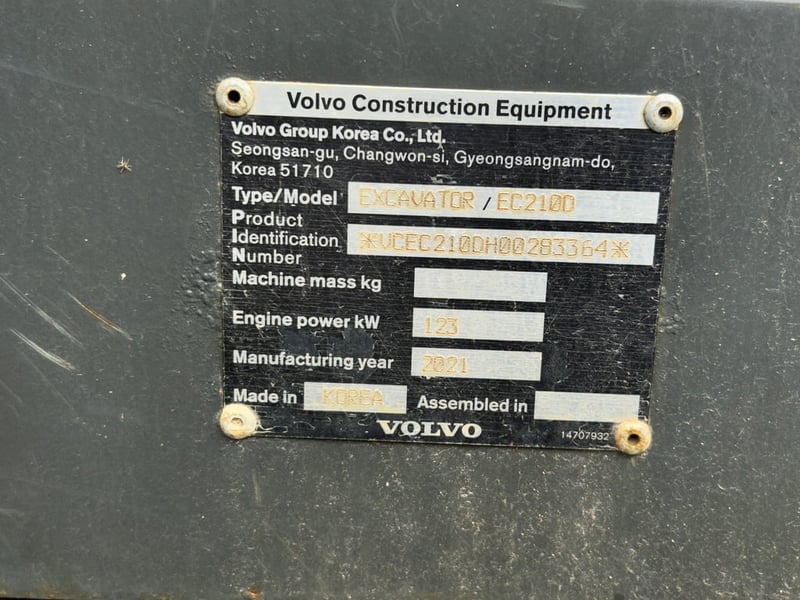 Volvo Construction Equipment
Volvo Group Korea Co., Ltd.
Seongsan-gu, Changwon-si, Gyeongsangnam-do,
Korea 51710
Type/Model EXCAVATOR / EC210D
Product
Identification *VCEC210DH00283364*
Number
Machine mass kg
Engine power kW 123
Manufacturing year 2021
Made in KOREA Assembled in
VOLVO 14707932